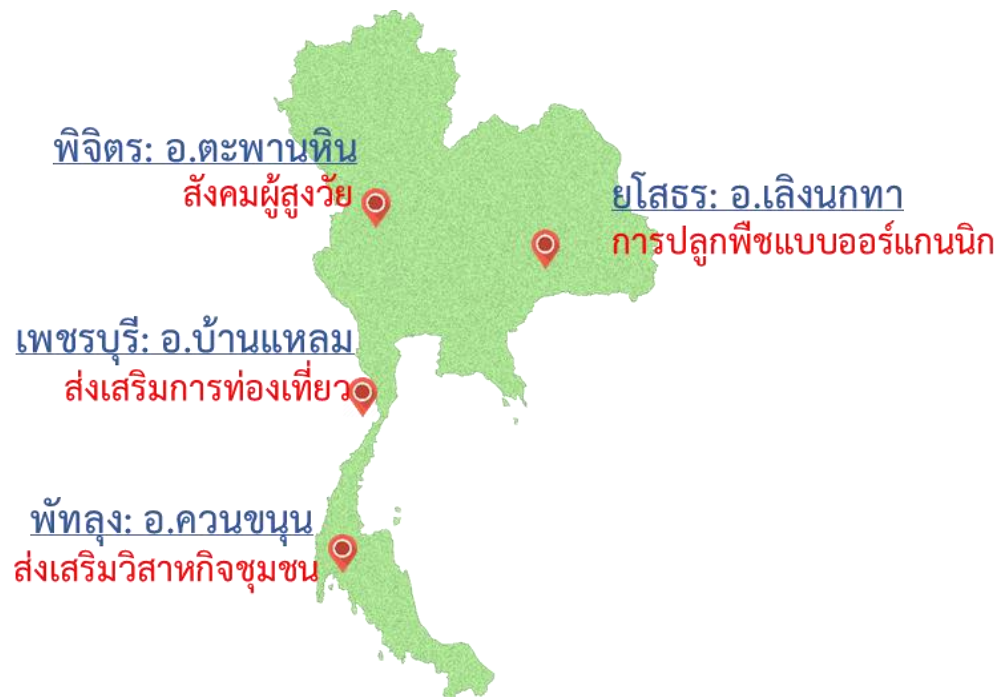 พิจิตร: อ.ตะพานหิน
สังคมผู้สูงวัย
ยโสธร: อ.เลิงนกทา
การปลูกพืชแบบออร์แกนนิก
เพชรบุรี: อ.บ้านแหลม
ส่งเสริมการท่องเที่ยว
พัทลุง: อ.ควนขนุน
ส่งเสริมวิสาหกิจชุมชน